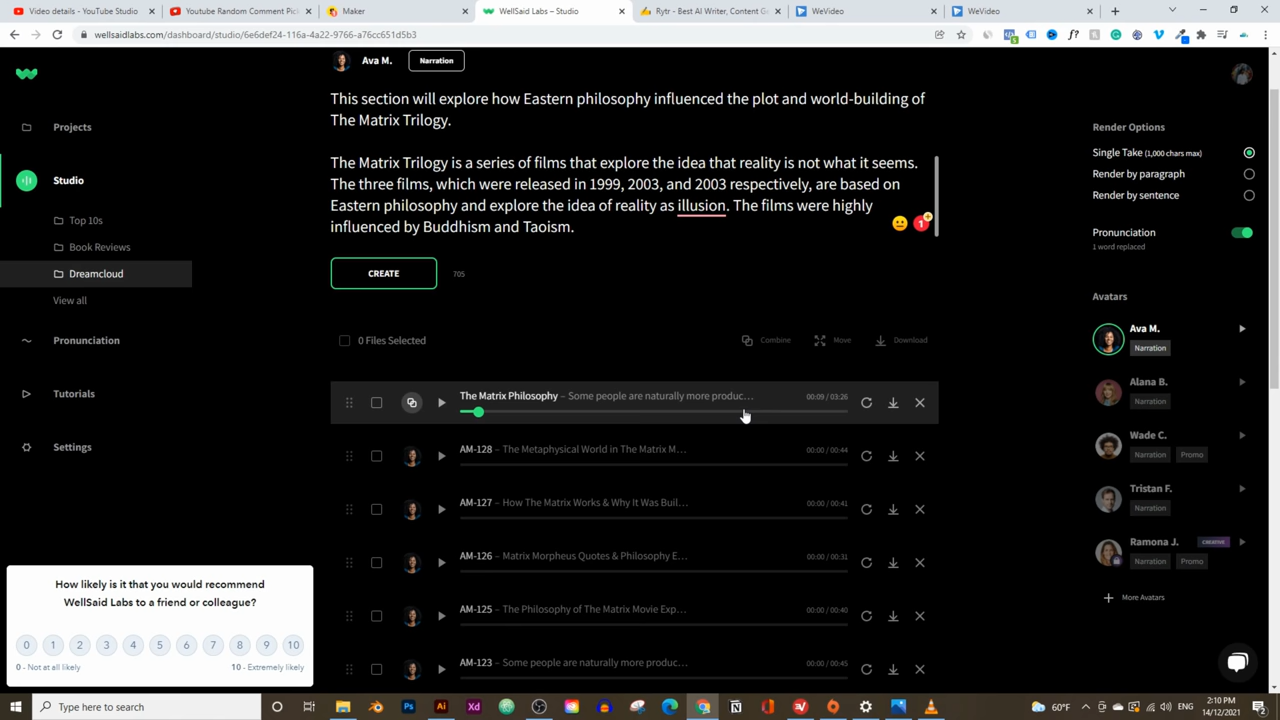 Video details - YouTube Studio
Youtube Random Comment Pick
Maker
WellSaid Labs – Studio
Rytr - Best AI Writer, Content Ge
WeVideo
WeVideo
wellsaidlabs.com/dashboard/studio/6e6def24-116a-4a22-9766-a76cc651d5b3
Ava M.
Narration
This section will explore how Eastern philosophy influenced the plot and world-building of
The Matrix Trilogy.
The Matrix Trilogy is a series of films that explore the idea that reality is not what it seems.
The three films, which were released in 1999, 2003, and 2003 respectively, are based on
Eastern philosophy and explore the idea of reality as illusion. The films were highly
influenced by Buddhism and Taoism.
1
CREATE
705
Projects
Studio
Top 10s
Book Reviews
Dreamcloud
View all
Pronunciation
Tutorials
Settings
0 Files Selected
Combine
Move
Download
The Matrix Philosophy – Some people are naturally more produc…
00:09 / 03:26
AM-128 – The Metaphysical World in The Matrix M…
00:00 / 00:44
AM-127 – How The Matrix Works & Why It Was Buil…
00:00 / 00:41
AM-126 – Matrix Morpheus Quotes & Philosophy E…
00:00 / 00:31
AM-125 – The Philosophy of The Matrix Movie Exp…
00:00 / 00:40
AM-123 – Some people are naturally more produc…
00:00 / 00:45
Render Options
Single Take (1,000 chars max)
Render by paragraph
Render by sentence
Pronunciation
1 word replaced
Avatars
Ava M.
Narration
Alana B.
Narration
Wade C.
Narration
Promo
Tristan F.
Narration
Ramona J.
CREATIVE
Narration
Promo
More Avatars
How likely is it that you would recommend
WellSaid Labs to a friend or colleague?
0 1 2 3 4 5 6 7 8 9 10
0 - Not at all likely
10 - Extremely likely
Type here to search
60°F
ENG
2:10 PM
14/12/2021